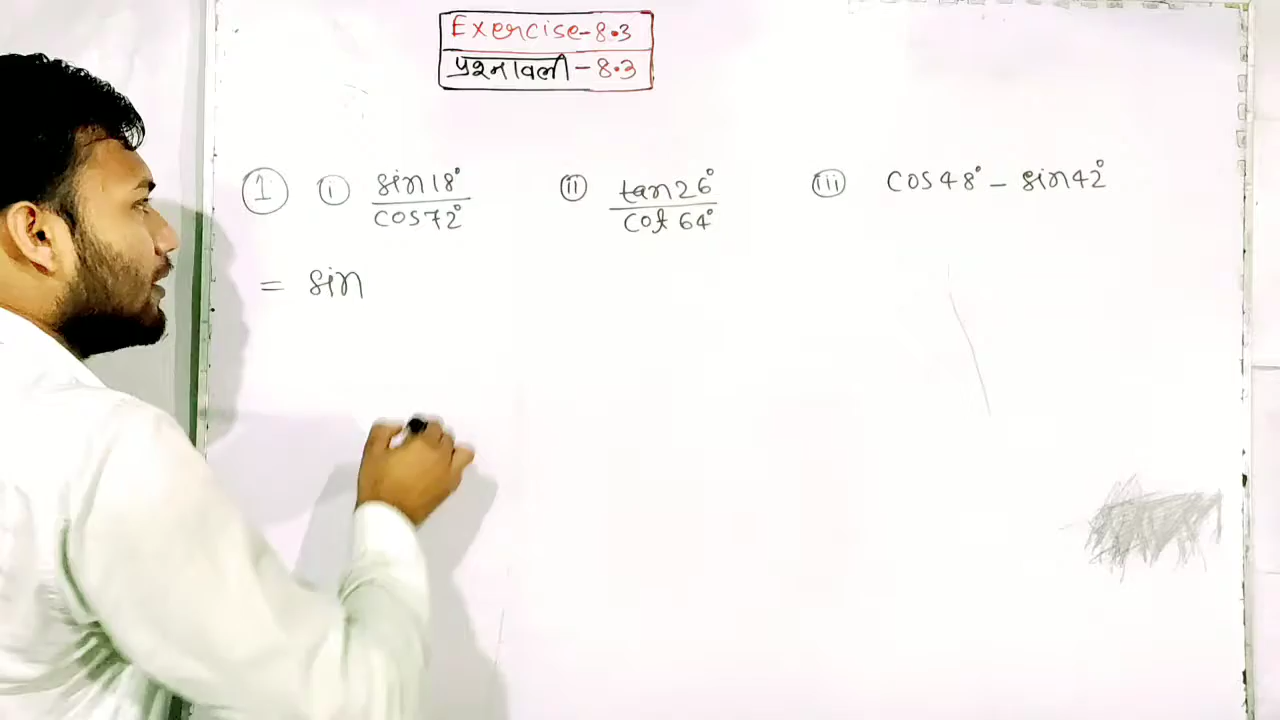 Exercise-8.3
प्रश्नावली-8.3
① ⓘ sin18°/cos72° ⓘⓘ tan26°/cot64° ⓘⓘⓘ cos48° - sin42°
= sin